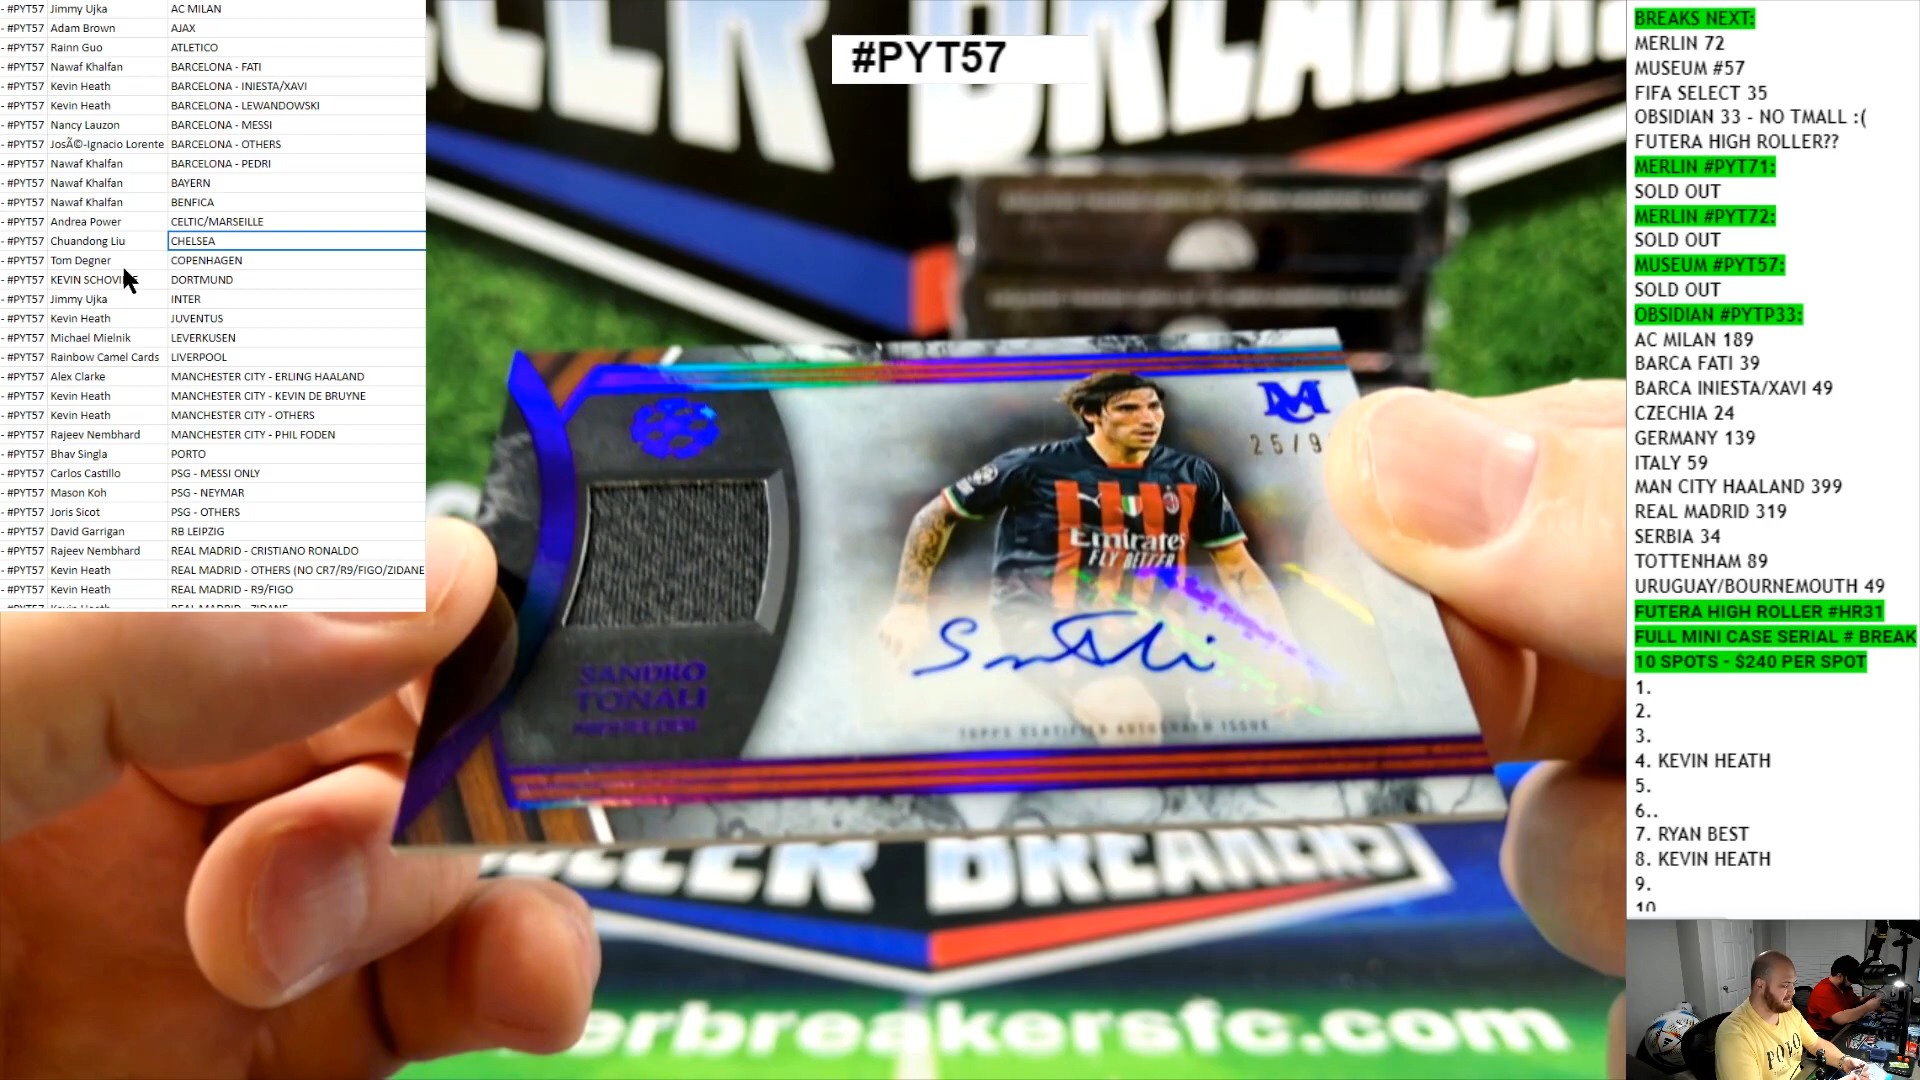 - #PYT57 Jimmy Ujka AC MILAN
- #PYT57 Adam Brown AJAX
- #PYT57 Rainn Guo ATLETICO
- #PYT57 Nawaf Khalfan BARCELONA - FATI
- #PYT57 Kevin Heath BARCELONA - INIESTA/XAVI
- #PYT57 Kevin Heath BARCELONA - LEWANDOWSKI
- #PYT57 Nancy Lauzon BARCELONA - MESSI
- #PYT57 JosÃ©-Ignacio Lorente BARCELONA - OTHERS
- #PYT57 Nawaf Khalfan BARCELONA - PEDRI
- #PYT57 Nawaf Khalfan BAYERN
- #PYT57 Nawaf Khalfan BENFICA
- #PYT57 Andrea Power CELTIC/MARSEILLE
- #PYT57 Chuandong Liu CHELSEA
- #PYT57 Tom Degner COPENHAGEN
- #PYT57 KEVIN DORTMUND
- #PYT57 Jimmy Ujka INTER
- #PYT57 Kevin Heath JUVENTUS
- #PYT57 Michael Mielnik LEVERKUSEN
- #PYT57 Rainbow Camel Cards LIVERPOOL
- #PYT57 Alex Clarke MANCHESTER CITY - ERLING HAALAND
- #PYT57 Kevin Heath MANCHESTER CITY - KEVIN DE BRUYNE
- #PYT57 Kevin Heath MANCHESTER CITY - OTHERS
- #PYT57 Rajeev Nembhard MANCHESTER CITY - PHIL FODEN
- #PYT57 Bhav Singla PORTO
- #PYT57 Carlos Castillo PSG - MESSI ONLY
- #PYT57 Mason Koh PSG - NEYMAR
- #PYT57 Joris Sicot PSG - OTHERS
- #PYT57 David Garrigan RB LEIPZIG
- #PYT57 Rajeev Nembhard REAL MADRID - CRISTIANO RONALDO
- #PYT57 Kevin Heath REAL MADRID - OTHERS (NO CR7/R9/FIGO/ZIDANE
- #PYT57 Kevin Heath REAL MADRID - R9/FIGO
#PYT57
25/9
Emirates
FLY BETTER
SANDRO
TONALI
TOPPS CERTIFIED AUTOGRAPH ISSUE
BREAKERS
erbreakersfc.com
BREAKS NEXT:
MERLIN 72
MUSEUM #57
FIFA SELECT 35
OBSIDIAN 33 - NO TMALL :(
FUTERA HIGH ROLLER??
MERLIN #PYT71:
SOLD OUT
MERLIN #PYT72:
SOLD OUT
MUSEUM #PYT57:
SOLD OUT
OBSIDIAN #PYTP33:
AC MILAN 189
BARCA FATI 39
BARCA INIESTA/XAVI 49
CZECHIA 24
GERMANY 139
ITALY 59
MAN CITY HAALAND 399
REAL MADRID 319
SERBIA 34
TOTTENHAM 89
URUGUAY/BOURNEMOUTH 49
FUTERA HIGH ROLLER #HR31
FULL MINI CASE SERIAL # BREAK
10 SPOTS - $240 PER SPOT
1.
2.
3.
4. KEVIN HEATH
5.
6..
7. RYAN BEST
8. KEVIN HEATH
9.
10
POLO